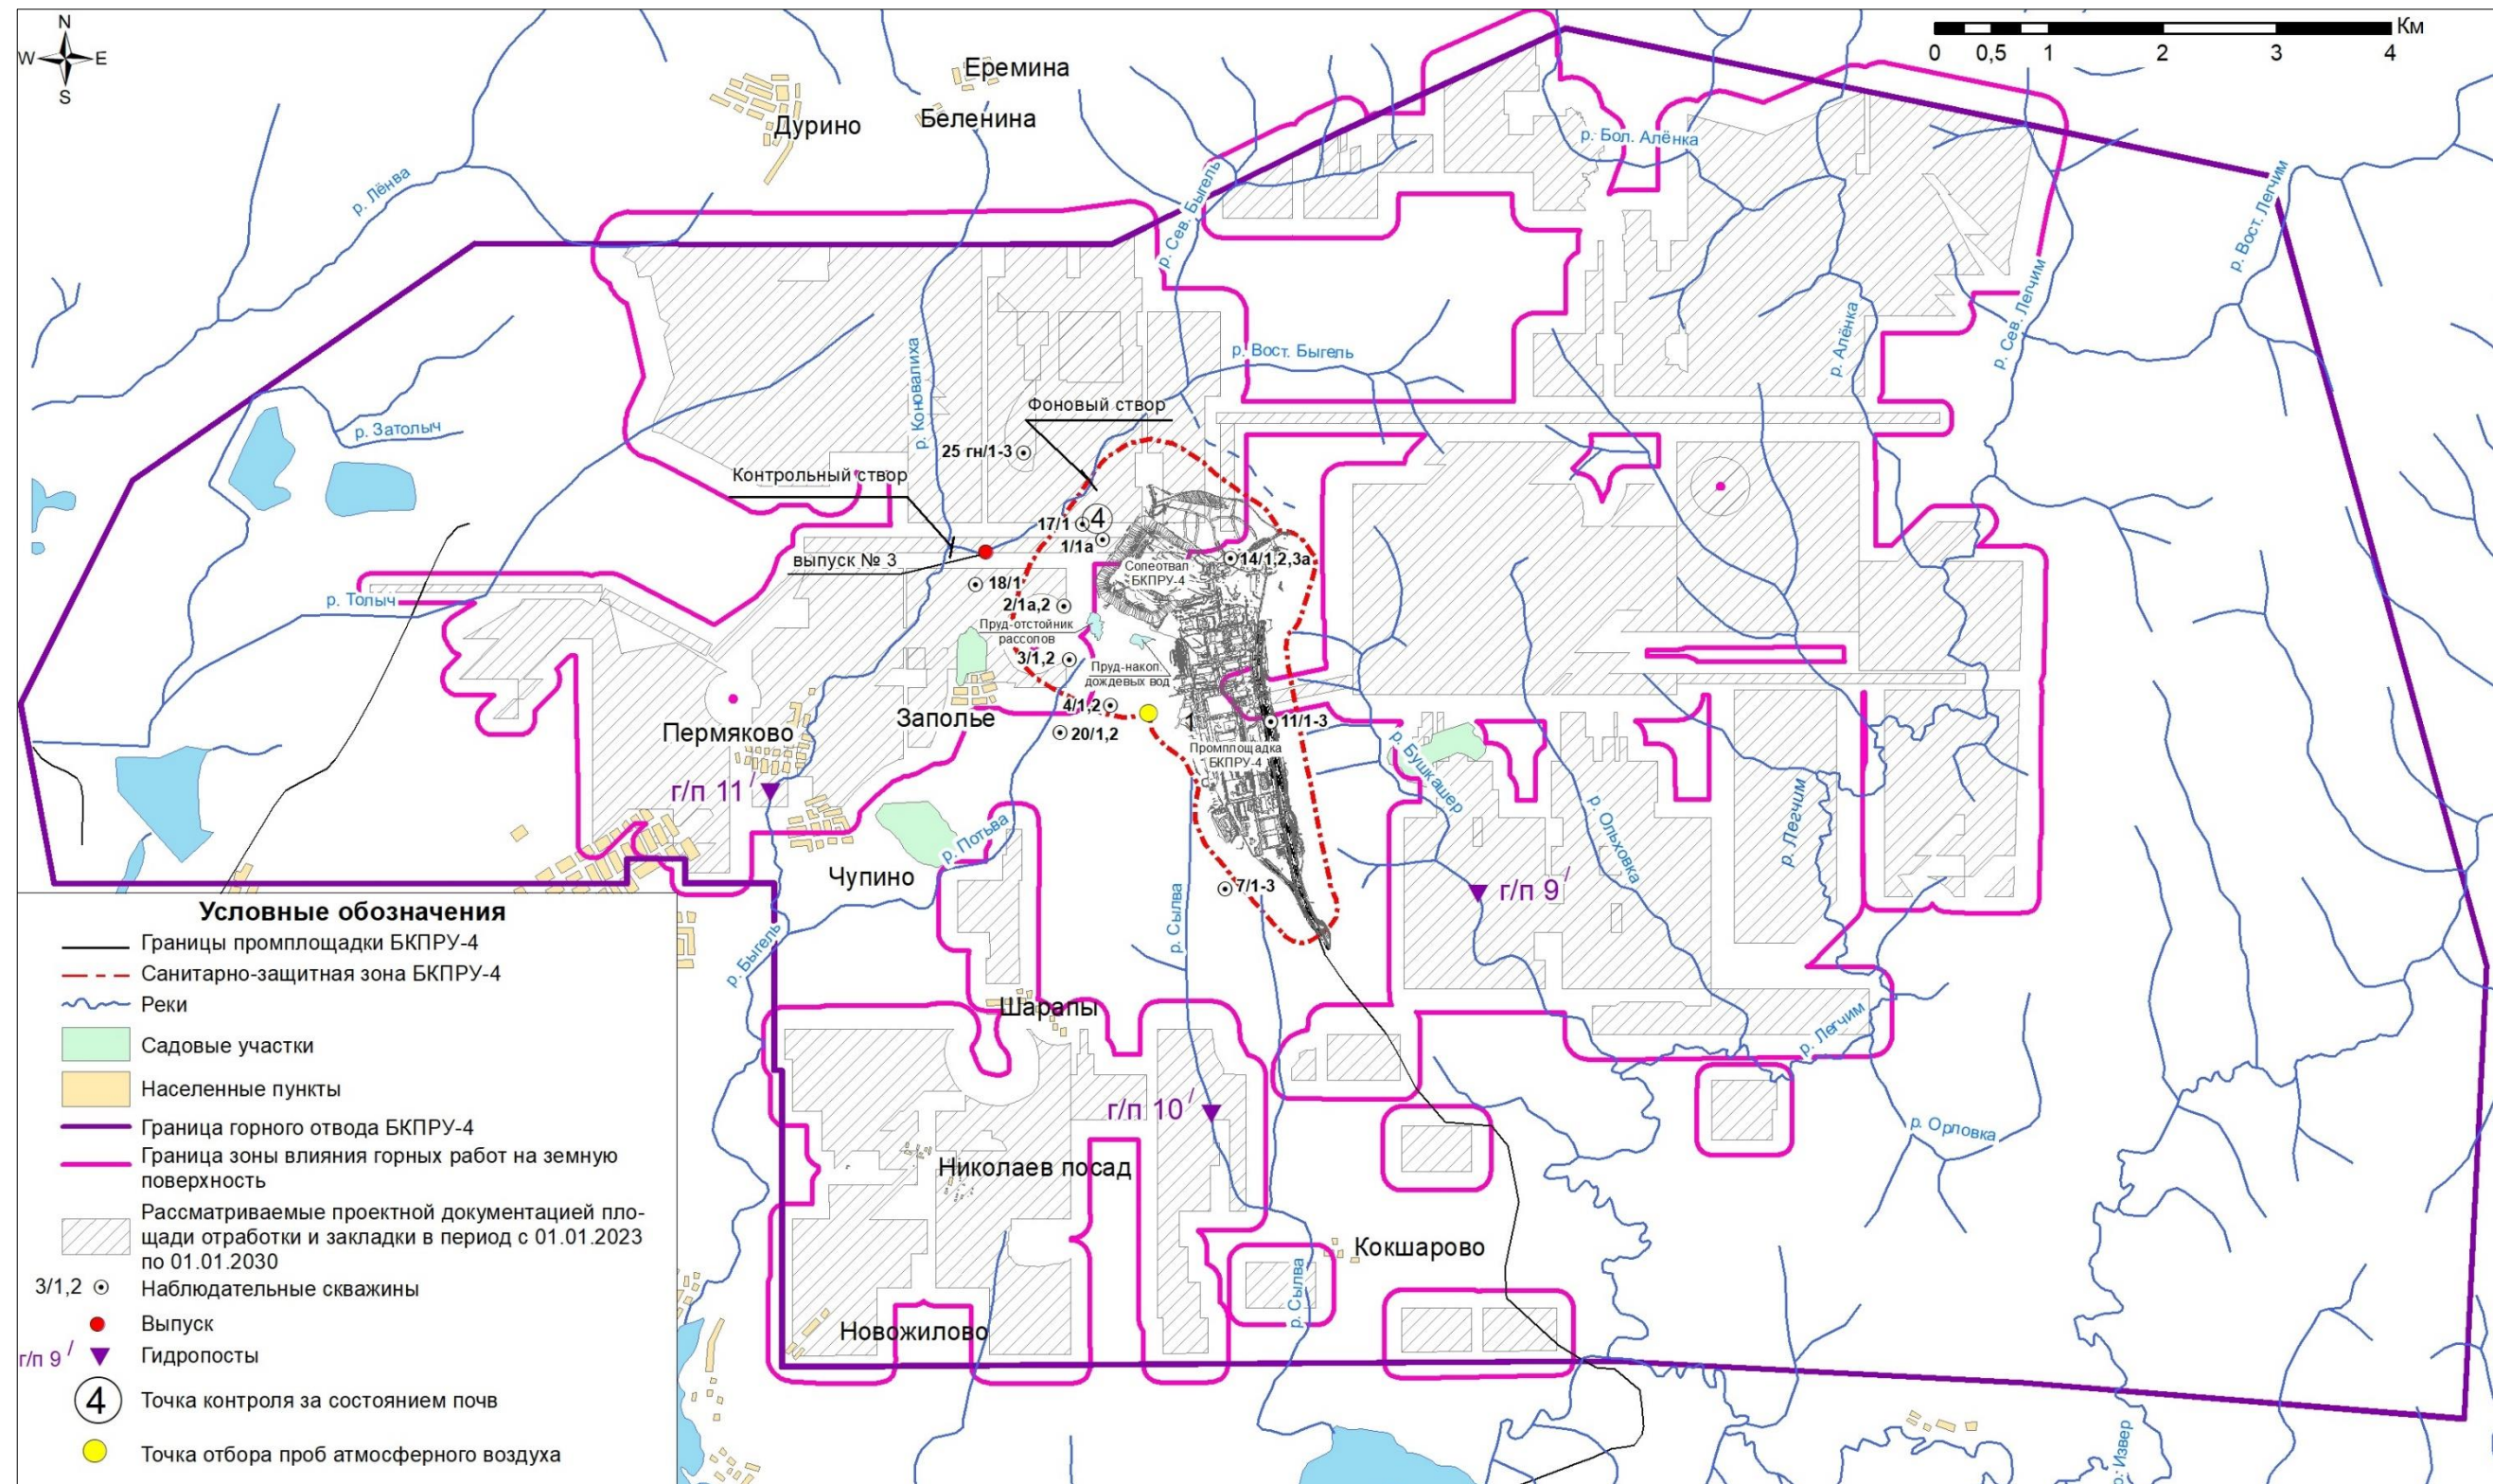 N
W
E
S
Км
0
0,5
1
2
3
4
Еремина
Дурино
Беленина
р. Бол. Алёнка
р. Лёнва
р. Сев. Быгель
р. Вост. Легчим
р. Сев. Легчим
р. Алёнка
р. Коновалиха
р. Вост. Быгель
Фоновый створ
р. Затолыч
25 гн/1-3
Контрольный створ
17/1
4
1/1а
выпуск № 3
14/1,2,3а
Солеотвал
БКПРУ-4
18/1
р. Толыч
2/1а,2
Пруд-отстойник
рассолов
3/1,2
Пруд-накоп.
дождевых вод
4/1,2
1
11/1-3
Заполье
Пермяково
20/1,2
р. Бушкашер
Промплощадка
БКПРУ-4
г/п 11/
р. Потьва
р. Ольховка
р. Легчим
Чупино
7/1-3
г/п 9/
р. Сылва
р. Быгель
Шарапы
р. Легчим
г/п 10/
р. Орловка
Николаев посад
Кокшарово
р. Сылва
Новожилово
р. Извер
Условные обозначения
Границы промплощадки БКПРУ-4
Санитарно-защитная зона БКПРУ-4
Реки
Садовые участки
Населенные пункты
Граница горного отвода БКПРУ-4
Граница зоны влияния горных работ на земную
поверхность
Рассматриваемые проектной документацией пло-
щади отработки и закладки в период с 01.01.2023
по 01.01.2030
3/1,2
Наблюдательные скважины
Выпуск
г/п 9/
Гидропосты
4
Точка контроля за состоянием почв
Точка отбора проб атмосферного воздуха